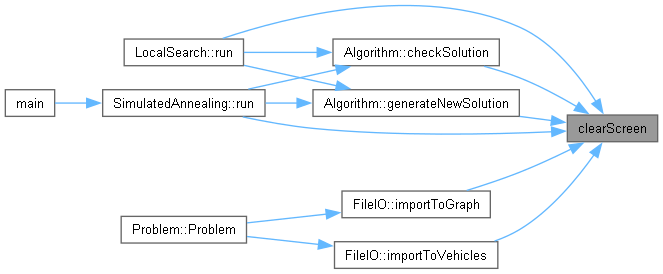 LocalSearch::run
Algorithm::checkSolution
main
SimulatedAnnealing::run
Algorithm::generateNewSolution
clearScreen
FileIO::importToGraph
Problem::Problem
FileIO::importToVehicles